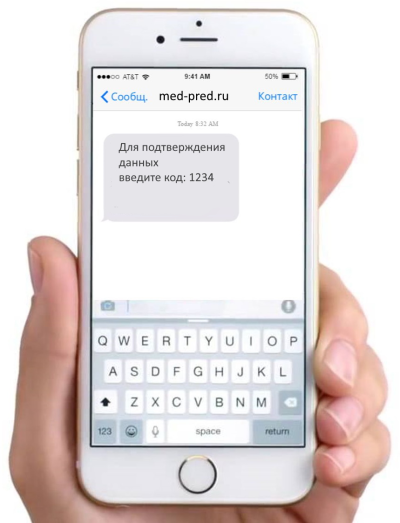 AT&T 9:41 AM 50%
Сообщ. med-pred.ru Контакт
Today 8:32 AM
Для подтверждения
данных
введите код: 1234
Q W E R T Y U I O P
A S D F G H J K L
Z X C V B N M
123 space return